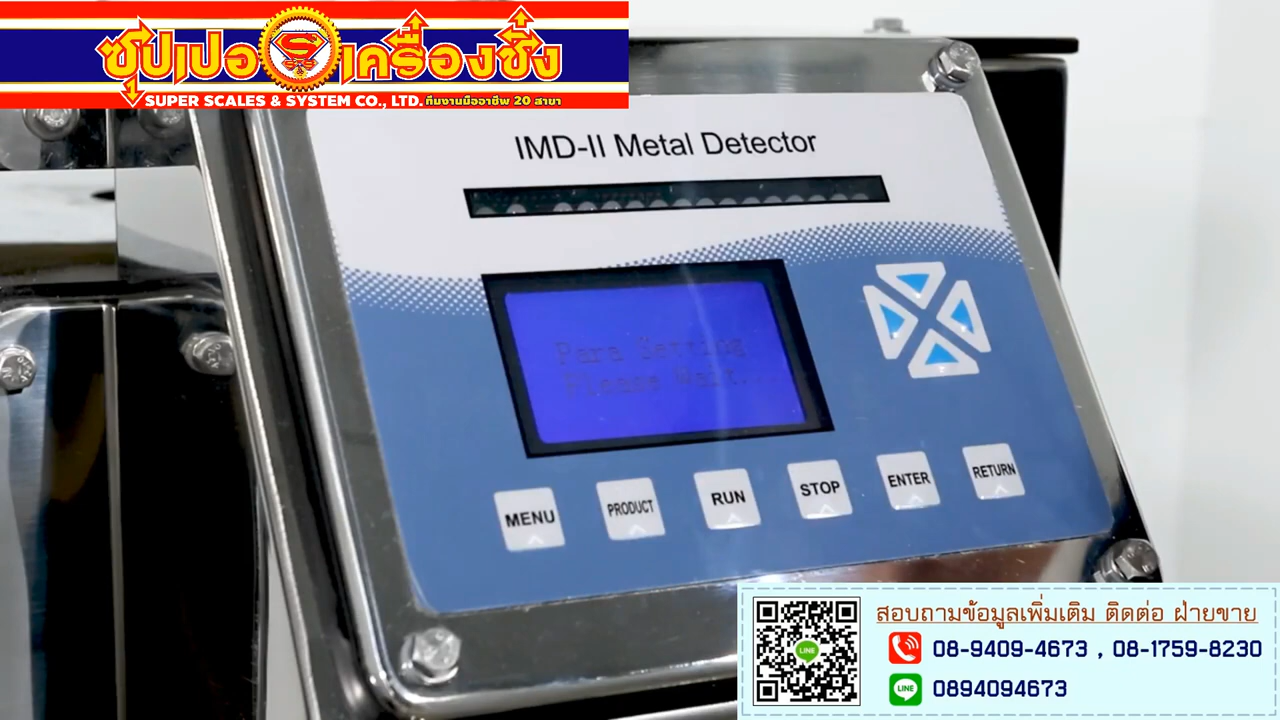 ซุปเปอร์เครื่องชั่ง
SUPER SCALES & SYSTEM CO., LTD. ทีมงานมืออาชีพ 20 สาขา
IMD-II Metal Detector
Para Setting
Please Wait...
MENU
PRODUCT
RUN
STOP
ENTER
RETURN
สอบถามข้อมูลเพิ่มเติม ติดต่อ ฝ่ายขาย
08-9409-4673 , 08-1759-8230
LINE
LINE
0894094673